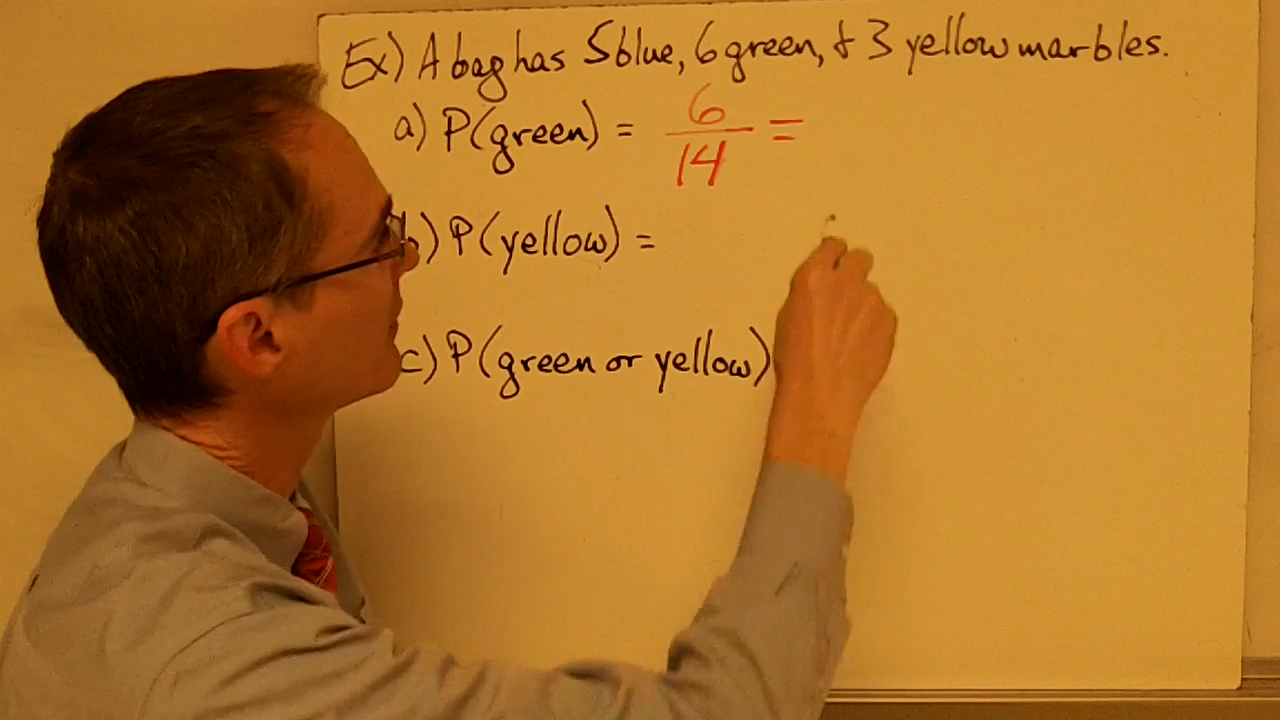 Ex) A bag has 5 blue, 6 green, & 3 yellow marbles.
a) P(green) = 6/14 =
b) P(yellow) =
c) P(green or yellow)